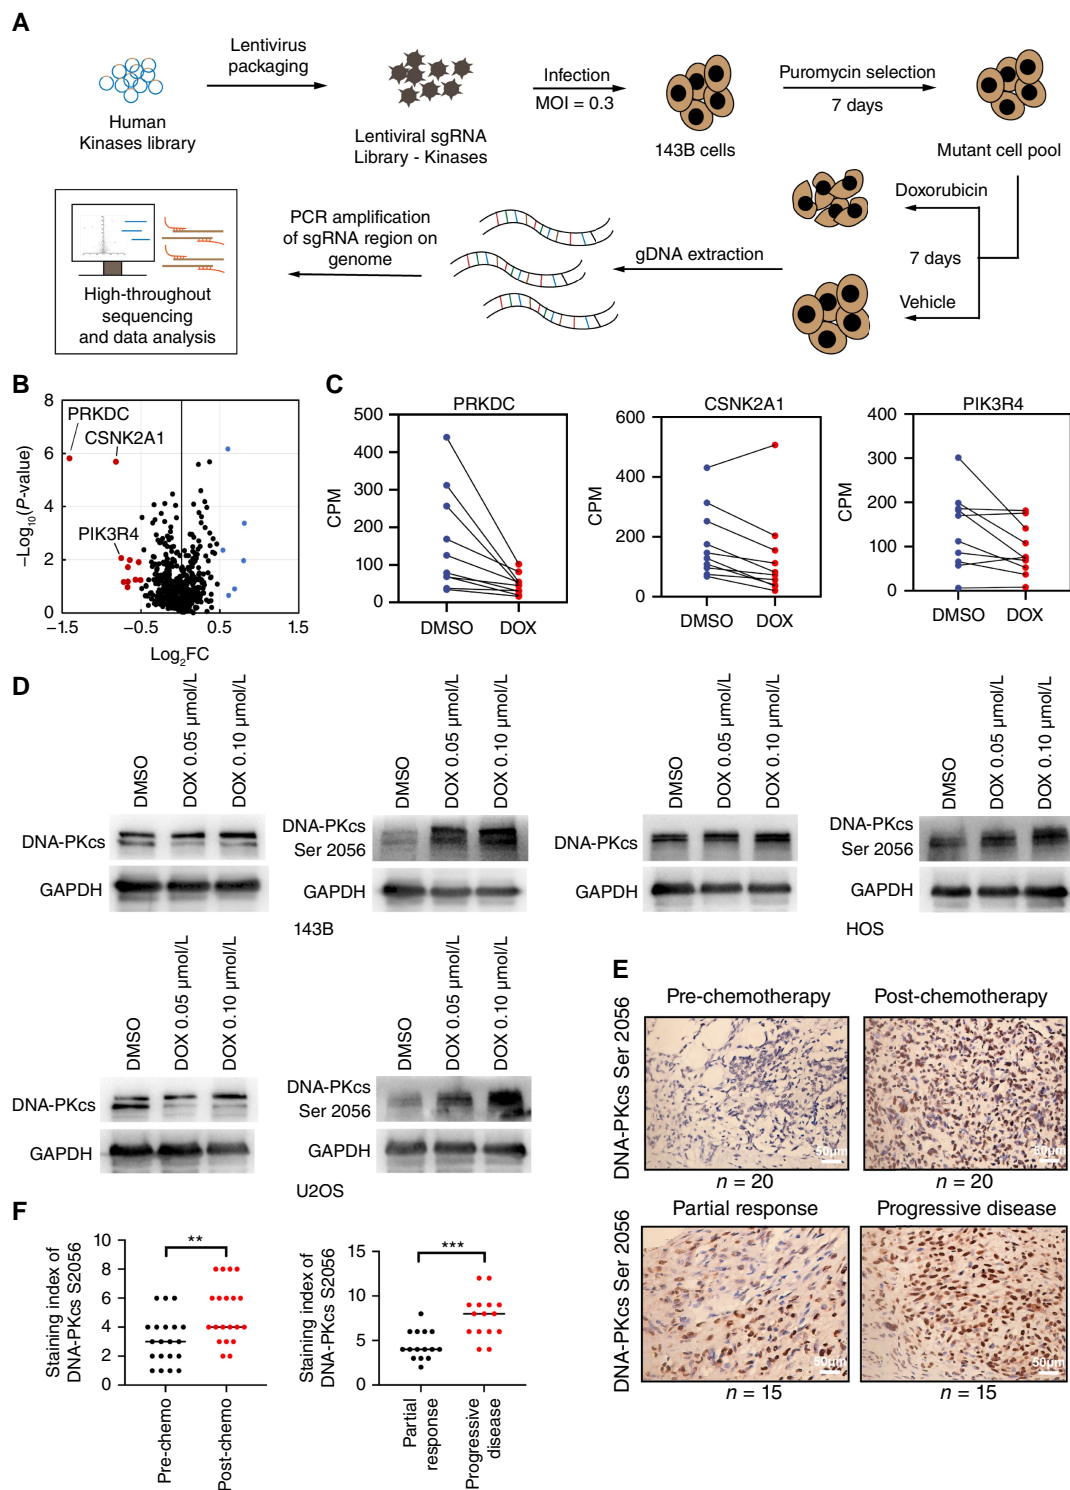 A
Human
Kinases library
Lentivirus
packaging
Lentiviral sgRNA
Library - Kinases
Infection
MOI = 0.3
143B cells
Puromycin selection
7 days
Mutant cell pool
Doxorubicin
7 days
Vehicle
gDNA extraction
PCR amplification
of sgRNA region on
genome
High-throughout
sequencing
and data analysis
B
8
6
4
2
0
−Log10(P-value)
PRKDC
CSNK2A1
PIK3R4
−1.5
−0.5
0.5
1.5
Log2FC
C
PRKDC
500
400
300
200
100
0
CPM
DMSO
DOX
CSNK2A1
600
400
200
0
CPM
DMSO
DOX
PIK3R4
400
300
200
100
0
CPM
DMSO
DOX
D
DMSO
DOX 0.05 µmol/L
DOX 0.10 µmol/L
DNA-PKcs
GAPDH
DMSO
DOX 0.05 µmol/L
DOX 0.10 µmol/L
DNA-PKcs
Ser 2056
GAPDH
143B
DMSO
DOX 0.05 µmol/L
DOX 0.10 µmol/L
DNA-PKcs
GAPDH
DMSO
DOX 0.05 µmol/L
DOX 0.10 µmol/L
DNA-PKcs
Ser 2056
GAPDH
HOS
DMSO
DOX 0.05 µmol/L
DOX 0.10 µmol/L
DNA-PKcs
GAPDH
DMSO
DOX 0.05 µmol/L
DOX 0.10 µmol/L
DNA-PKcs
Ser 2056
GAPDH
U2OS
E
Pre-chemotherapy
Post-chemotherapy
DNA-PKcs Ser 2056
50µm
50µm
n = 20
n = 20
Partial response
Progressive disease
DNA-PKcs Ser 2056
50µm
50µm
n = 15
n = 15
F
10
8
6
4
2
0
Staining index of
DNA-PKcs S2056
**
Pre-chemo
Post-chemo
15
10
5
0
Staining index of
DNA-PKcs S2056
***
Partial
response
Progressive
disease